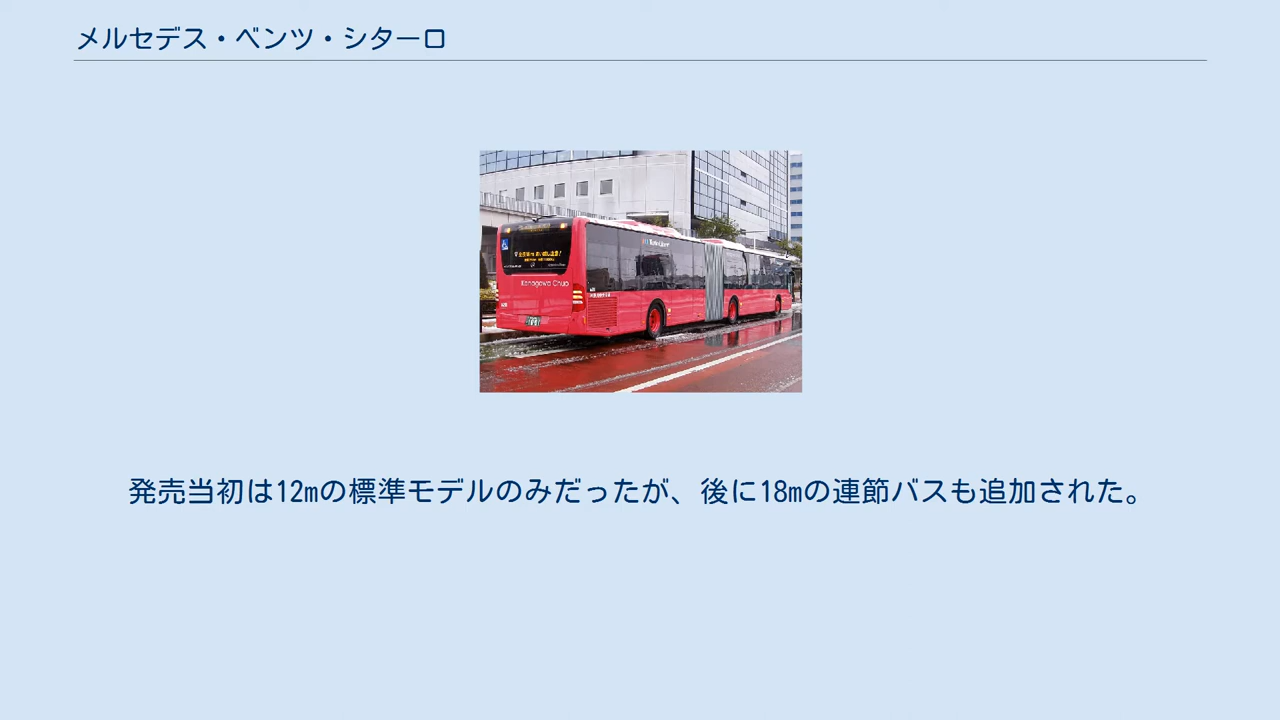 メルセデス・ベンツ・シターロ
Kanagawa Chuo
発売当初は12mの標準モデルのみだったが、後に18mの連節バスも追加された。